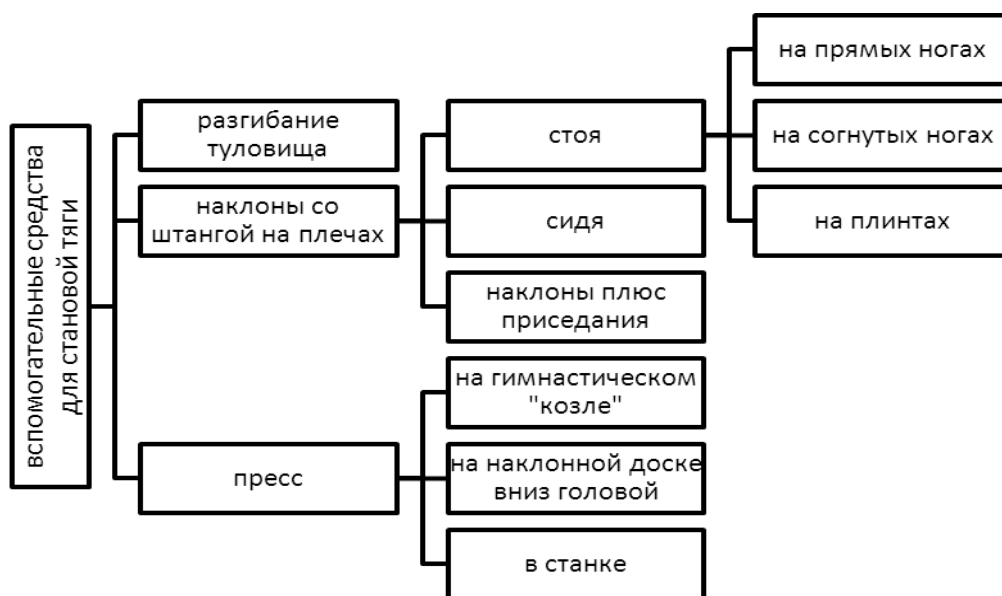 вспомогательные средства
для становой тяги
разгибание
туловища
наклоны со
штангой на плечах
пресс
стоя
сидя
наклоны плюс
приседания
на гимнастическом
"козле"
на наклонной доске
вниз головой
в станке
на прямых ногах
на согнутых ногах
на плинтах